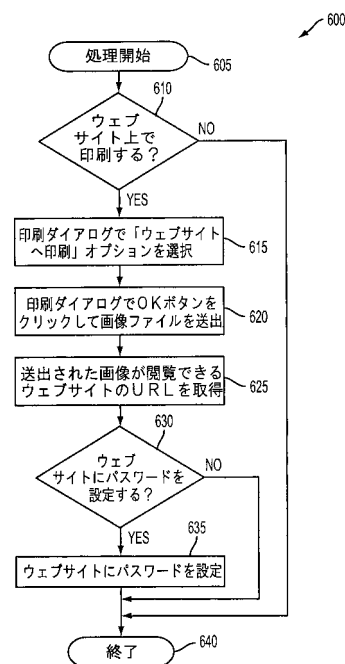 600
処理開始
605
610
ウェブ
サイト上で
印刷する?
NO
YES
印刷ダイアログで「ウェブサイト
へ印刷」オプションを選択
615
印刷ダイアログでOKボタンを
クリックして画像ファイルを送出
620
送出された画像が閲覧できる
ウェブサイトのURLを取得
625
630
ウェブ
サイトにパスワードを
設定する?
NO
YES
635
ウェブサイトにパスワードを設定
終了
640